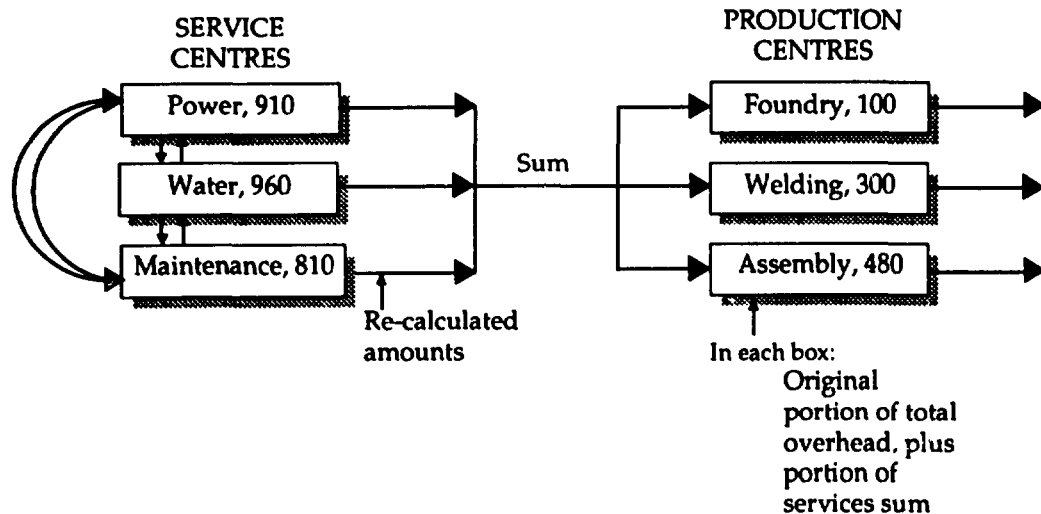 SERVICE
CENTRES
PRODUCTION
CENTRES
Power, 910
Foundry, 100
Sum
Water, 960
Welding, 300
Maintenance, 810
Assembly, 480
Re-calculated
amounts
In each box:
Original
portion of total
overhead, plus
portion of
services sum